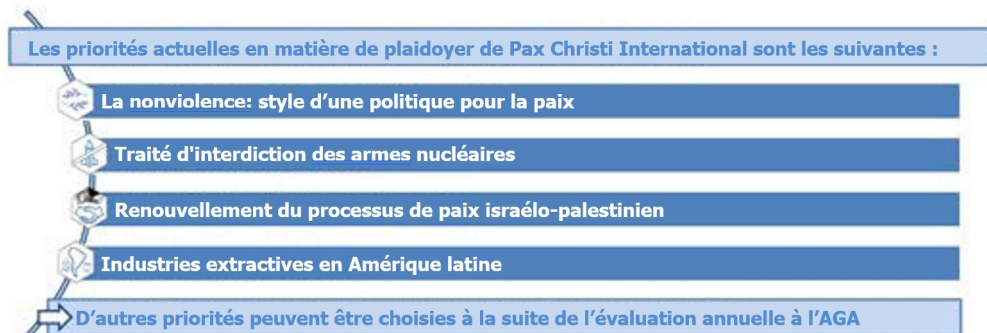 Les priorités actuelles en matière de plaidoyer de Pax Christi International sont les suivantes :
La nonviolence: style d’une politique pour la paix
Traité d'interdiction des armes nucléaires
Renouvellement du processus de paix israélo-palestinien
Industries extractives en Amérique latine
D’autres priorités peuvent être choisies à la suite de l’évaluation annuelle à l’AGA